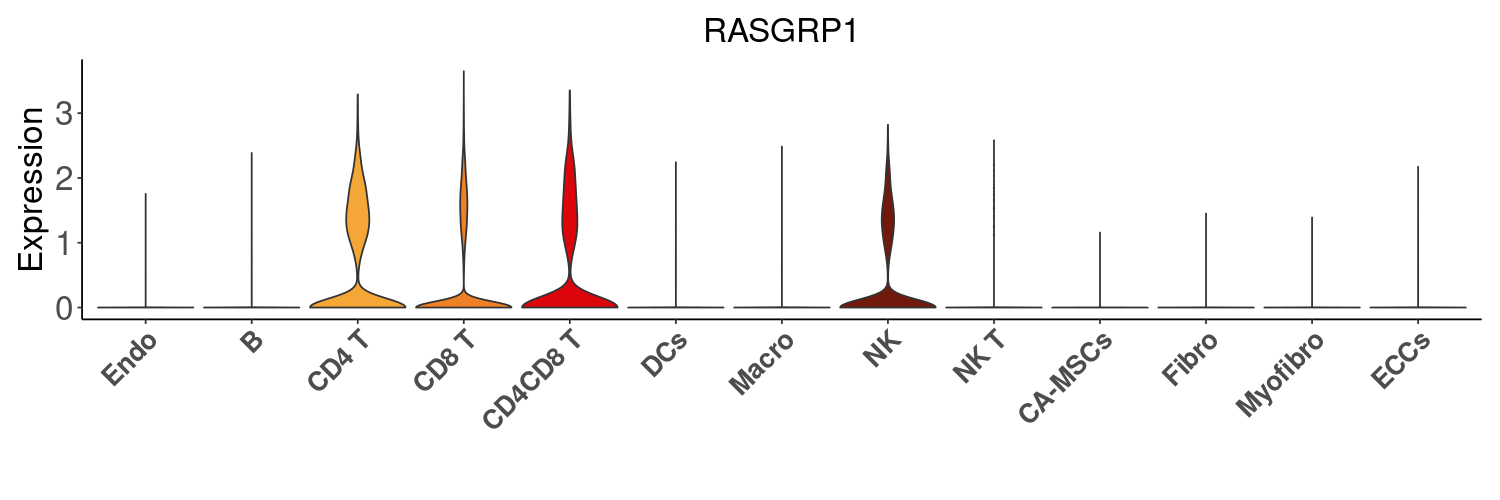 RASGRP1
Expression
3
2
1
0
Endo
B
CD4 T
CD8 T
CD4CD8 T
DCs
Macro
NK
NK T
CA-MSCs
Fibro
Myofibro
ECCs